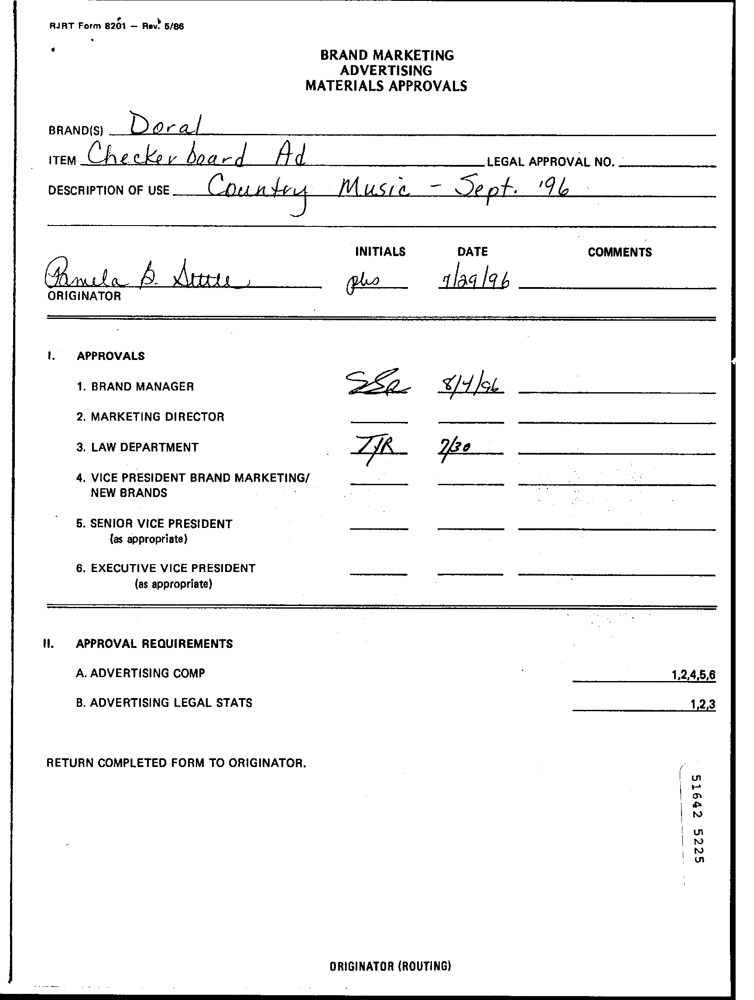 RJRT Form 8201 — Rev. 5/86
BRAND MARKETING
ADVERTISING
MATERIALS APPROVALS
BRAND(S) Doral
ITEM Checkerboard Ad LEGAL APPROVAL NO.
DESCRIPTION OF USE Country Music - Sept. '96
INITIALS DATE COMMENTS
Pamela B. pbs 7/29/96
ORIGINATOR
I. APPROVALS
1. BRAND MANAGER 8/4/96
2. MARKETING DIRECTOR
3. LAW DEPARTMENT TJR 7/30
4. VICE PRESIDENT BRAND MARKETING/
NEW BRANDS
5. SENIOR VICE PRESIDENT
(as appropriate)
6. EXECUTIVE VICE PRESIDENT
(as appropriate)
II. APPROVAL REQUIREMENTS
A. ADVERTISING COMP 1,2,4,5,6
B. ADVERTISING LEGAL STATS 1,2,3
RETURN COMPLETED FORM TO ORIGINATOR.
51642 5225
ORIGINATOR (ROUTING)